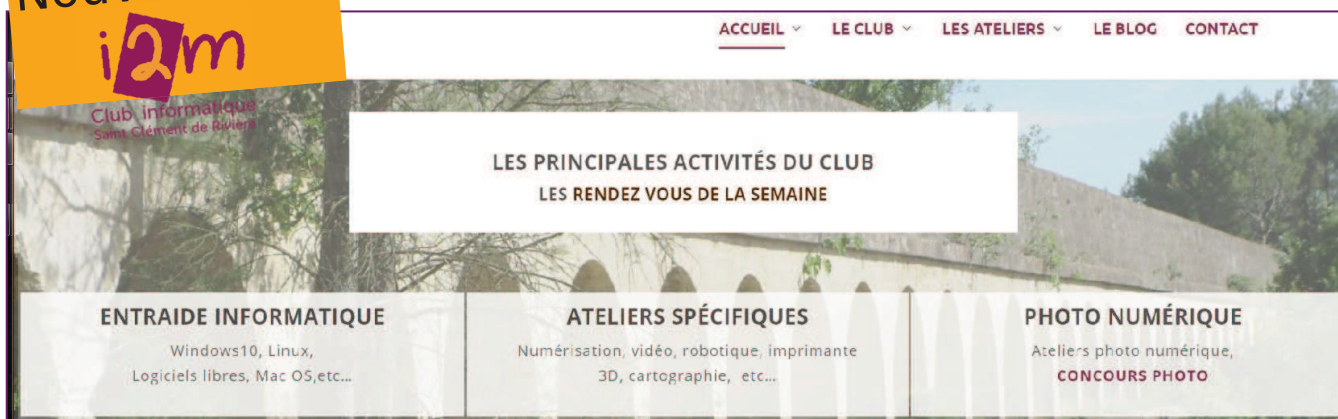 i2m
Club informatique
Saint Clément de Rivière
ACCUEIL LE CLUB LES ATELIERS LE BLOG CONTACT
LES PRINCIPALES ACTIVITÉS DU CLUB
LES RENDEZ VOUS DE LA SEMAINE
ENTRAIDE INFORMATIQUE
Windows10, Linux,
Logiciels libres, Mac OS,etc...
ATELIERS SPÉCIFIQUES
Numérisation, vidéo, robotique, imprimante
3D, cartographie, etc...
PHOTO NUMÉRIQUE
Ateliers photo numérique,
CONCOURS PHOTO